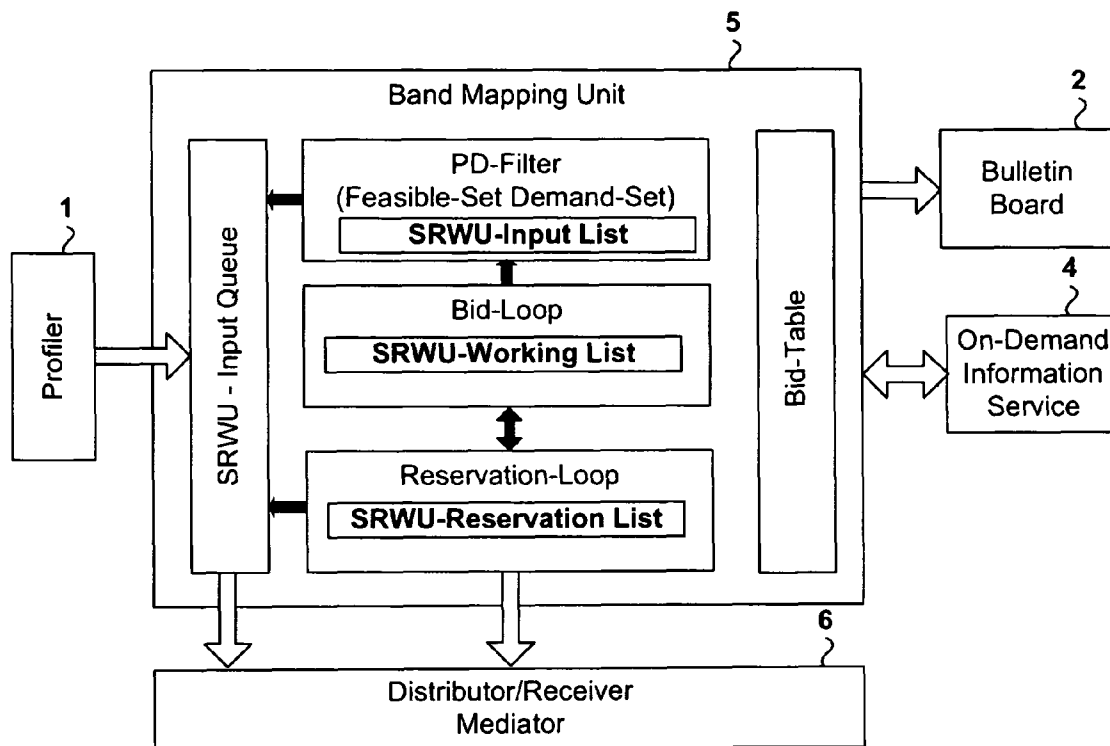 5
Band Mapping Unit
2
Bulletin
Board
PD-Filter
(Feasible-Set Demand-Set)
SRWU-Input List
1
Profiler
SRWU - Input Queue
Bid-Loop
SRWU-Working List
Bid-Table
4
On-Demand
Information
Service
Reservation-Loop
SRWU-Reservation List
6
Distributor/Receiver
Mediator